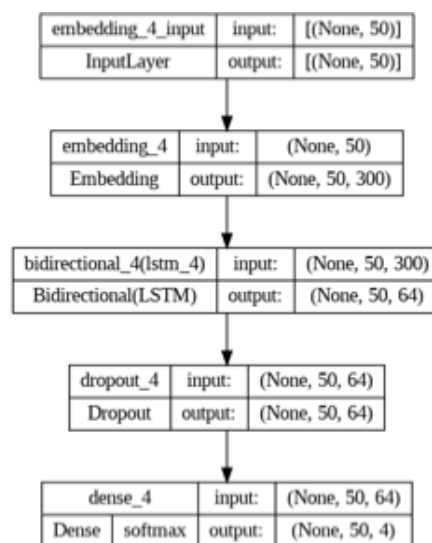 embedding_4_input input: [(None, 50)]
InputLayer output: [(None, 50)]
embedding_4 input: (None, 50)
Embedding output: (None, 50, 300)
bidirectional_4(lstm_4) input: (None, 50, 300)
Bidirectional(LSTM) output: (None, 50, 64)
dropout_4 input: (None, 50, 64)
Dropout output: (None, 50, 64)
dense_4 input: (None, 50, 64)
Dense softmax output: (None, 50, 4)